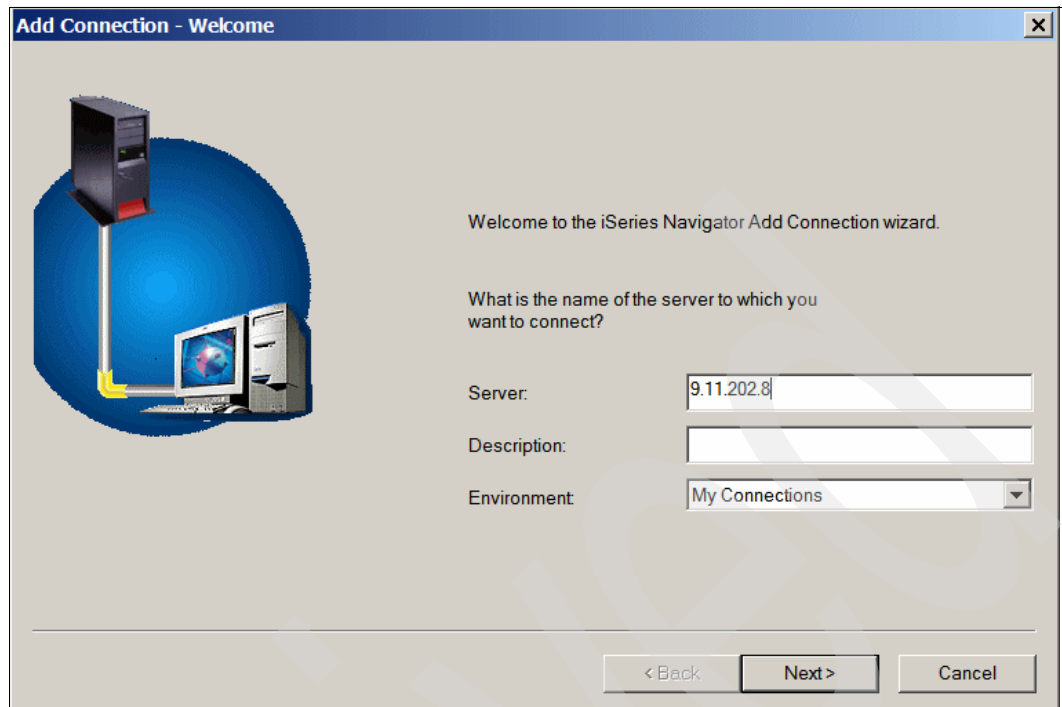 Add Connection - Welcome
Welcome to the iSeries Navigator Add Connection wizard.
What is the name of the server to which you
want to connect?
Server: 9.11.202.8
Description:
Environment: My Connections
< Back Next > Cancel